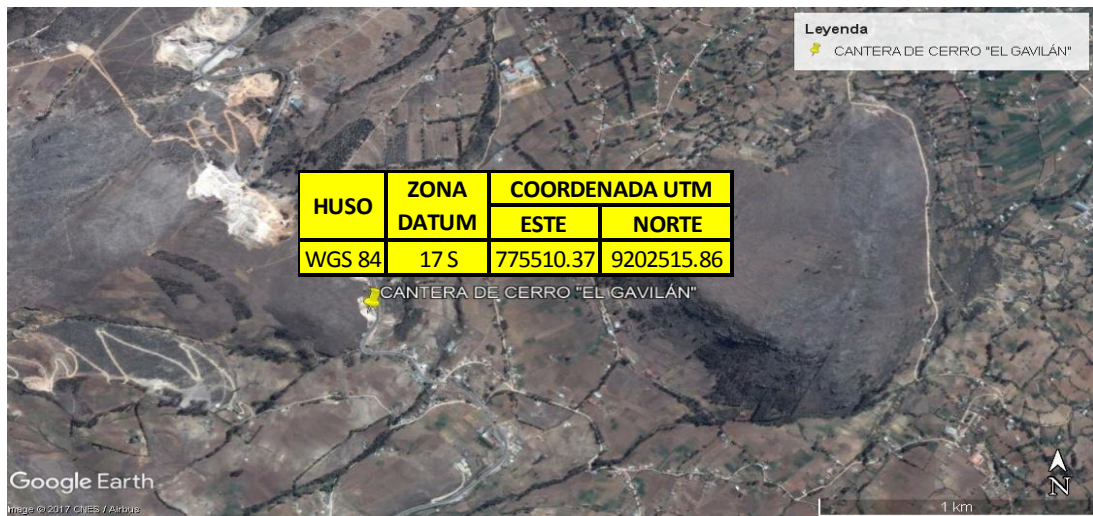 Leyenda
CANTERA DE CERRO "EL GAVILÁN"
HUSO
ZONA DATUM
COORDENADA UTM
ESTE
NORTE
WGS 84
17 S
775510.37
9202515.86
CANTERA DE CERRO "EL GAVILÁN"
Google Earth
Image © 2017 CNES / Airbus
N
1 km